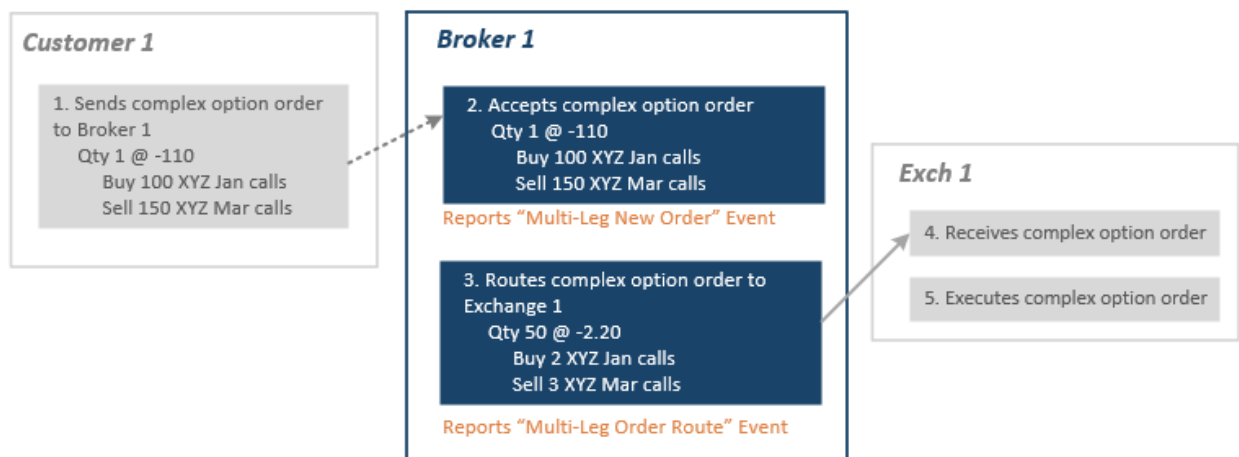 Customer 1
1. Sends complex option order
to Broker 1
Qty 1 @ -110
Buy 100 XYZ Jan calls
Sell 150 XYZ Mar calls
Broker 1
2. Accepts complex option order
Qty 1 @ -110
Buy 100 XYZ Jan calls
Sell 150 XYZ Mar calls
Reports “Multi-Leg New Order” Event
3. Routes complex option order to
Exchange 1
Qty 50 @ -2.20
Buy 2 XYZ Jan calls
Sell 3 XYZ Mar calls
Reports “Multi-Leg Order Route” Event
Exch 1
4. Receives complex option order
5. Executes complex option order